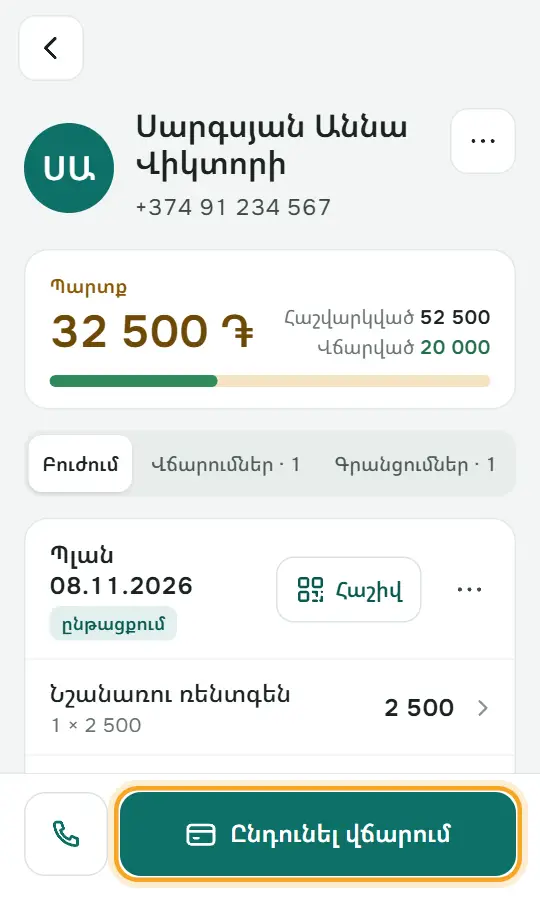 Սարգսյան Աննա
Վիկտորի
ՍԱ
+374 91 234 567
Պարտք
32 500 ֏
Հաշվարկված 52 500
Վճարված 20 000
Բուժում
Վճարումներ · 1
Գրանցումներ · 1
Պլան
08.11.2026
ընթացքում
Հաշիվ
Նշանառու ռենտգեն
1 × 2 500
2 500
Ընդունել վճարում